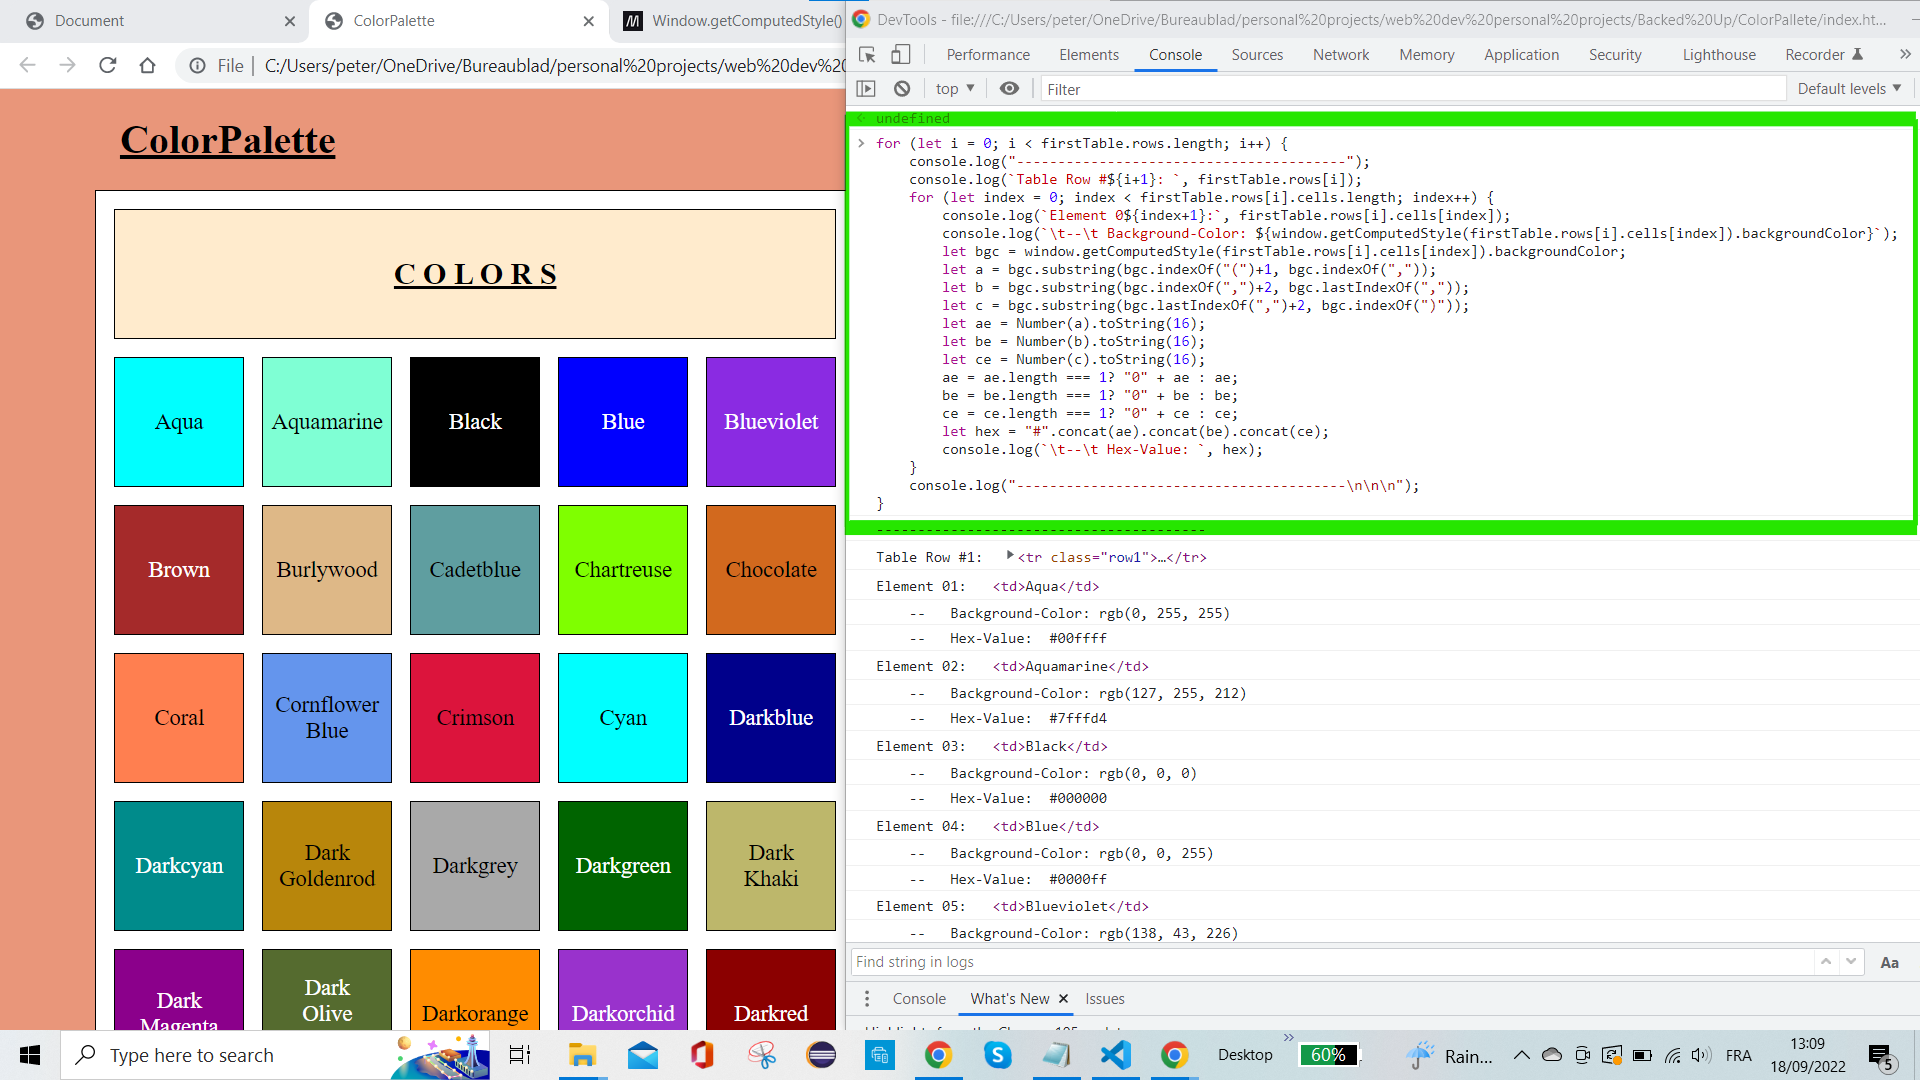 Document
ColorPalette
Window.getComputedStyle()
DevTools - file:///C:/Users/peter/OneDrive/Bureaublad/personal%20projects/web%20dev%20personal%20projects/Backed%20Up/ColorPallete/index.ht...
File
C:/Users/peter/OneDrive/Bureaublad/personal%20projects/web%20dev%20
Performance Elements Console Sources Network Memory Application Security Lighthouse Recorder
top
Filter
Default levels
ColorPalette
C O L O R S
Aqua
Aquamarine
Black
Blue
Blueviolet
Brown
Burlywood
Cadetblue
Chartreuse
Chocolate
Coral
Cornflower
Blue
Crimson
Cyan
Darkblue
Darkcyan
Dark
Goldenrod
Darkgrey
Darkgreen
Dark
Khaki
Dark
Magenta
Dark
Olive
Darkorange
Darkorchid
Darkred
undefined
for (let i = 0; i < firstTable.rows.length; i++) {
console.log("----------------------------------------");
console.log(`Table Row #${i+1}: `, firstTable.rows[i]);
for (let index = 0; index < firstTable.rows[i].cells.length; index++) {
console.log(`Element 0${index+1}:`, firstTable.rows[i].cells[index]);
console.log(`\t--\t Background-Color: ${window.getComputedStyle(firstTable.rows[i].cells[index]).backgroundColor}`);
let bgc = window.getComputedStyle(firstTable.rows[i].cells[index]).backgroundColor;
let a = bgc.substring(bgc.indexOf("(")+1, bgc.indexOf(","));
let b = bgc.substring(bgc.indexOf(",")+2, bgc.lastIndexOf(","));
let c = bgc.substring(bgc.lastIndexOf(",")+2, bgc.indexOf(")"));
let ae = Number(a).toString(16);
let be = Number(b).toString(16);
let ce = Number(c).toString(16);
ae = ae.length === 1? "0" + ae : ae;
be = be.length === 1? "0" + be : be;
ce = ce.length === 1? "0" + ce : ce;
let hex = "#".concat(ae).concat(be).concat(ce);
console.log(`\t--\t Hex-Value: `, hex);
}
console.log("----------------------------------------\n\n\n");
}
----------------------------------------
Table Row #1: <tr class="row1">…</tr>
Element 01: <td>Aqua</td>
-- Background-Color: rgb(0, 255, 255)
-- Hex-Value: #00ffff
Element 02: <td>Aquamarine</td>
-- Background-Color: rgb(127, 255, 212)
-- Hex-Value: #7fffd4
Element 03: <td>Black</td>
-- Background-Color: rgb(0, 0, 0)
-- Hex-Value: #000000
Element 04: <td>Blue</td>
-- Background-Color: rgb(0, 0, 255)
-- Hex-Value: #0000ff
Element 05: <td>Blueviolet</td>
-- Background-Color: rgb(138, 43, 226)
Find string in logs
Aa
Console What's New Issues
Type here to search
Desktop
60%
Rain...
FRA
13:09
18/09/2022
5